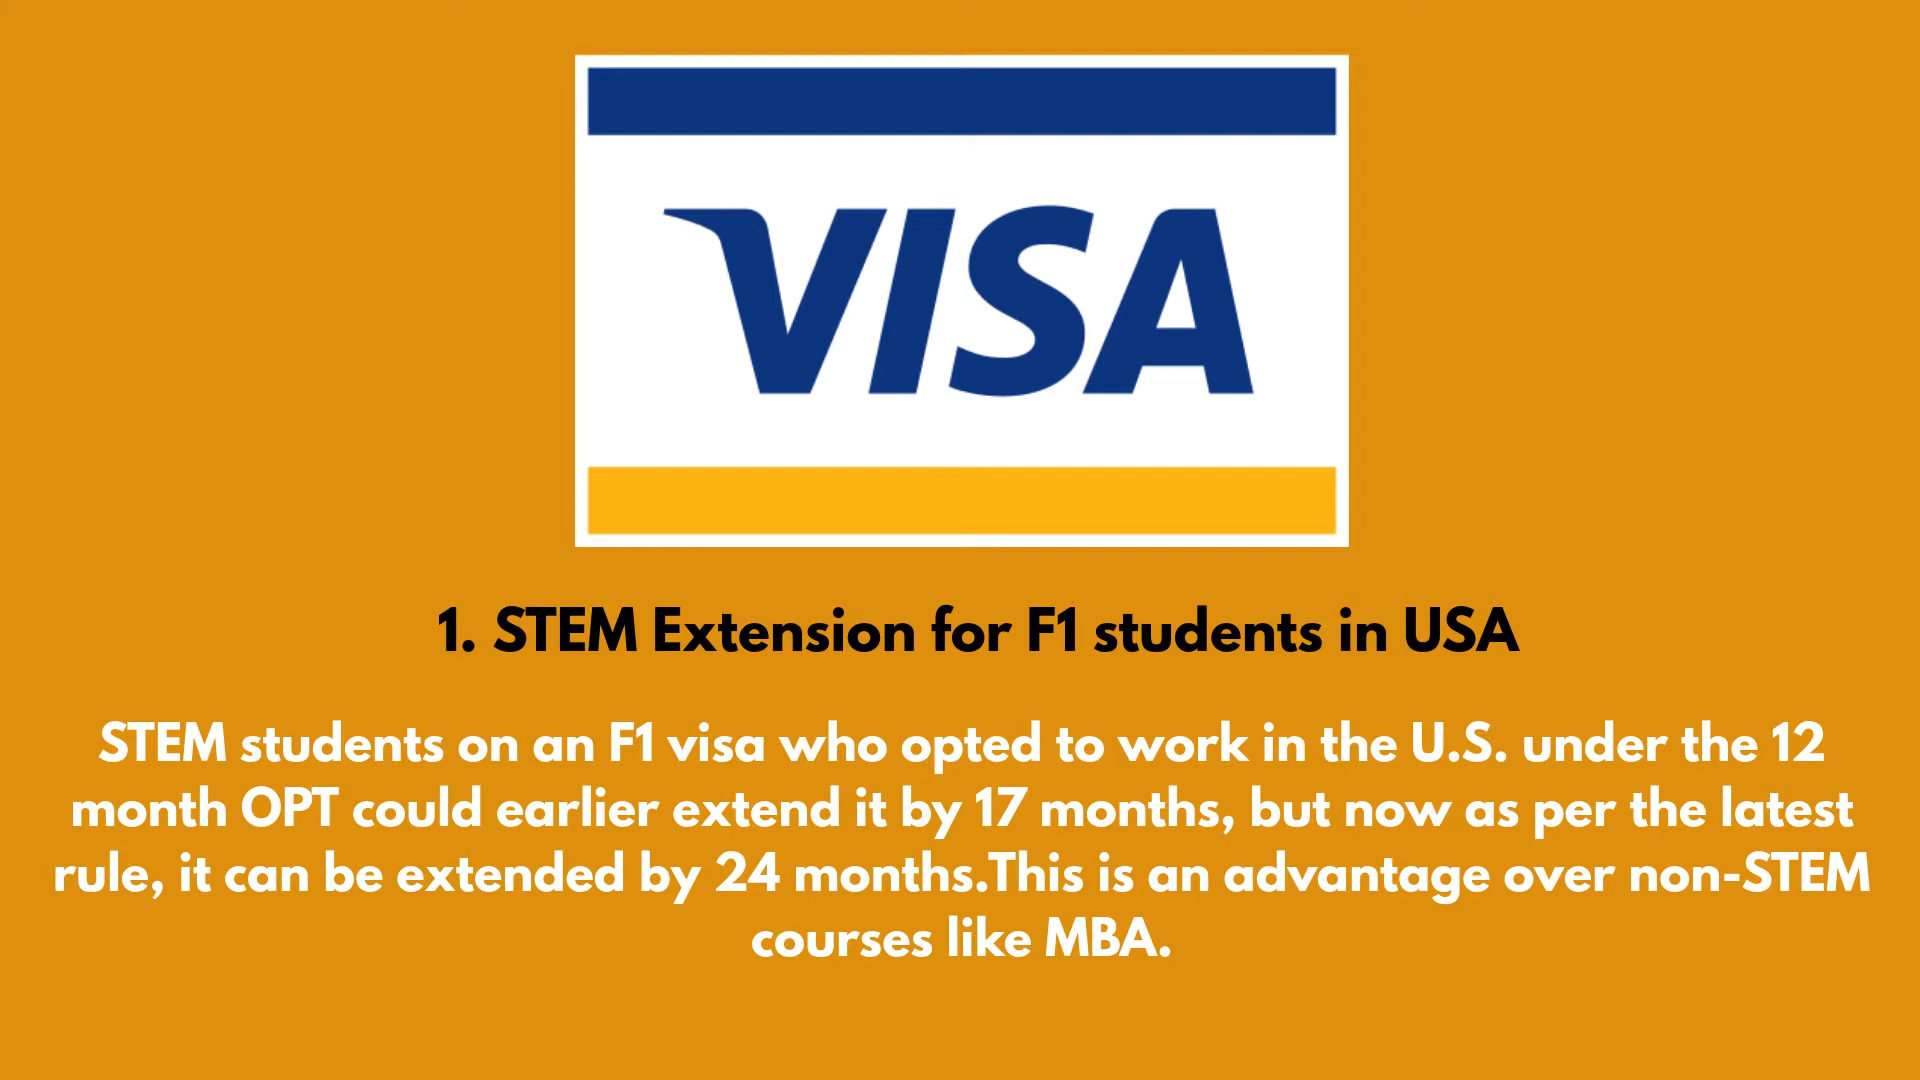 VISA
1. STEM Extension for F1 students in USA
STEM students on an F1 visa who opted to work in the U.S. under the 12
month OPT could earlier extend it by 17 months, but now as per the latest
rule, it can be extended by 24 months.This is an advantage over non-STEM
courses like MBA.